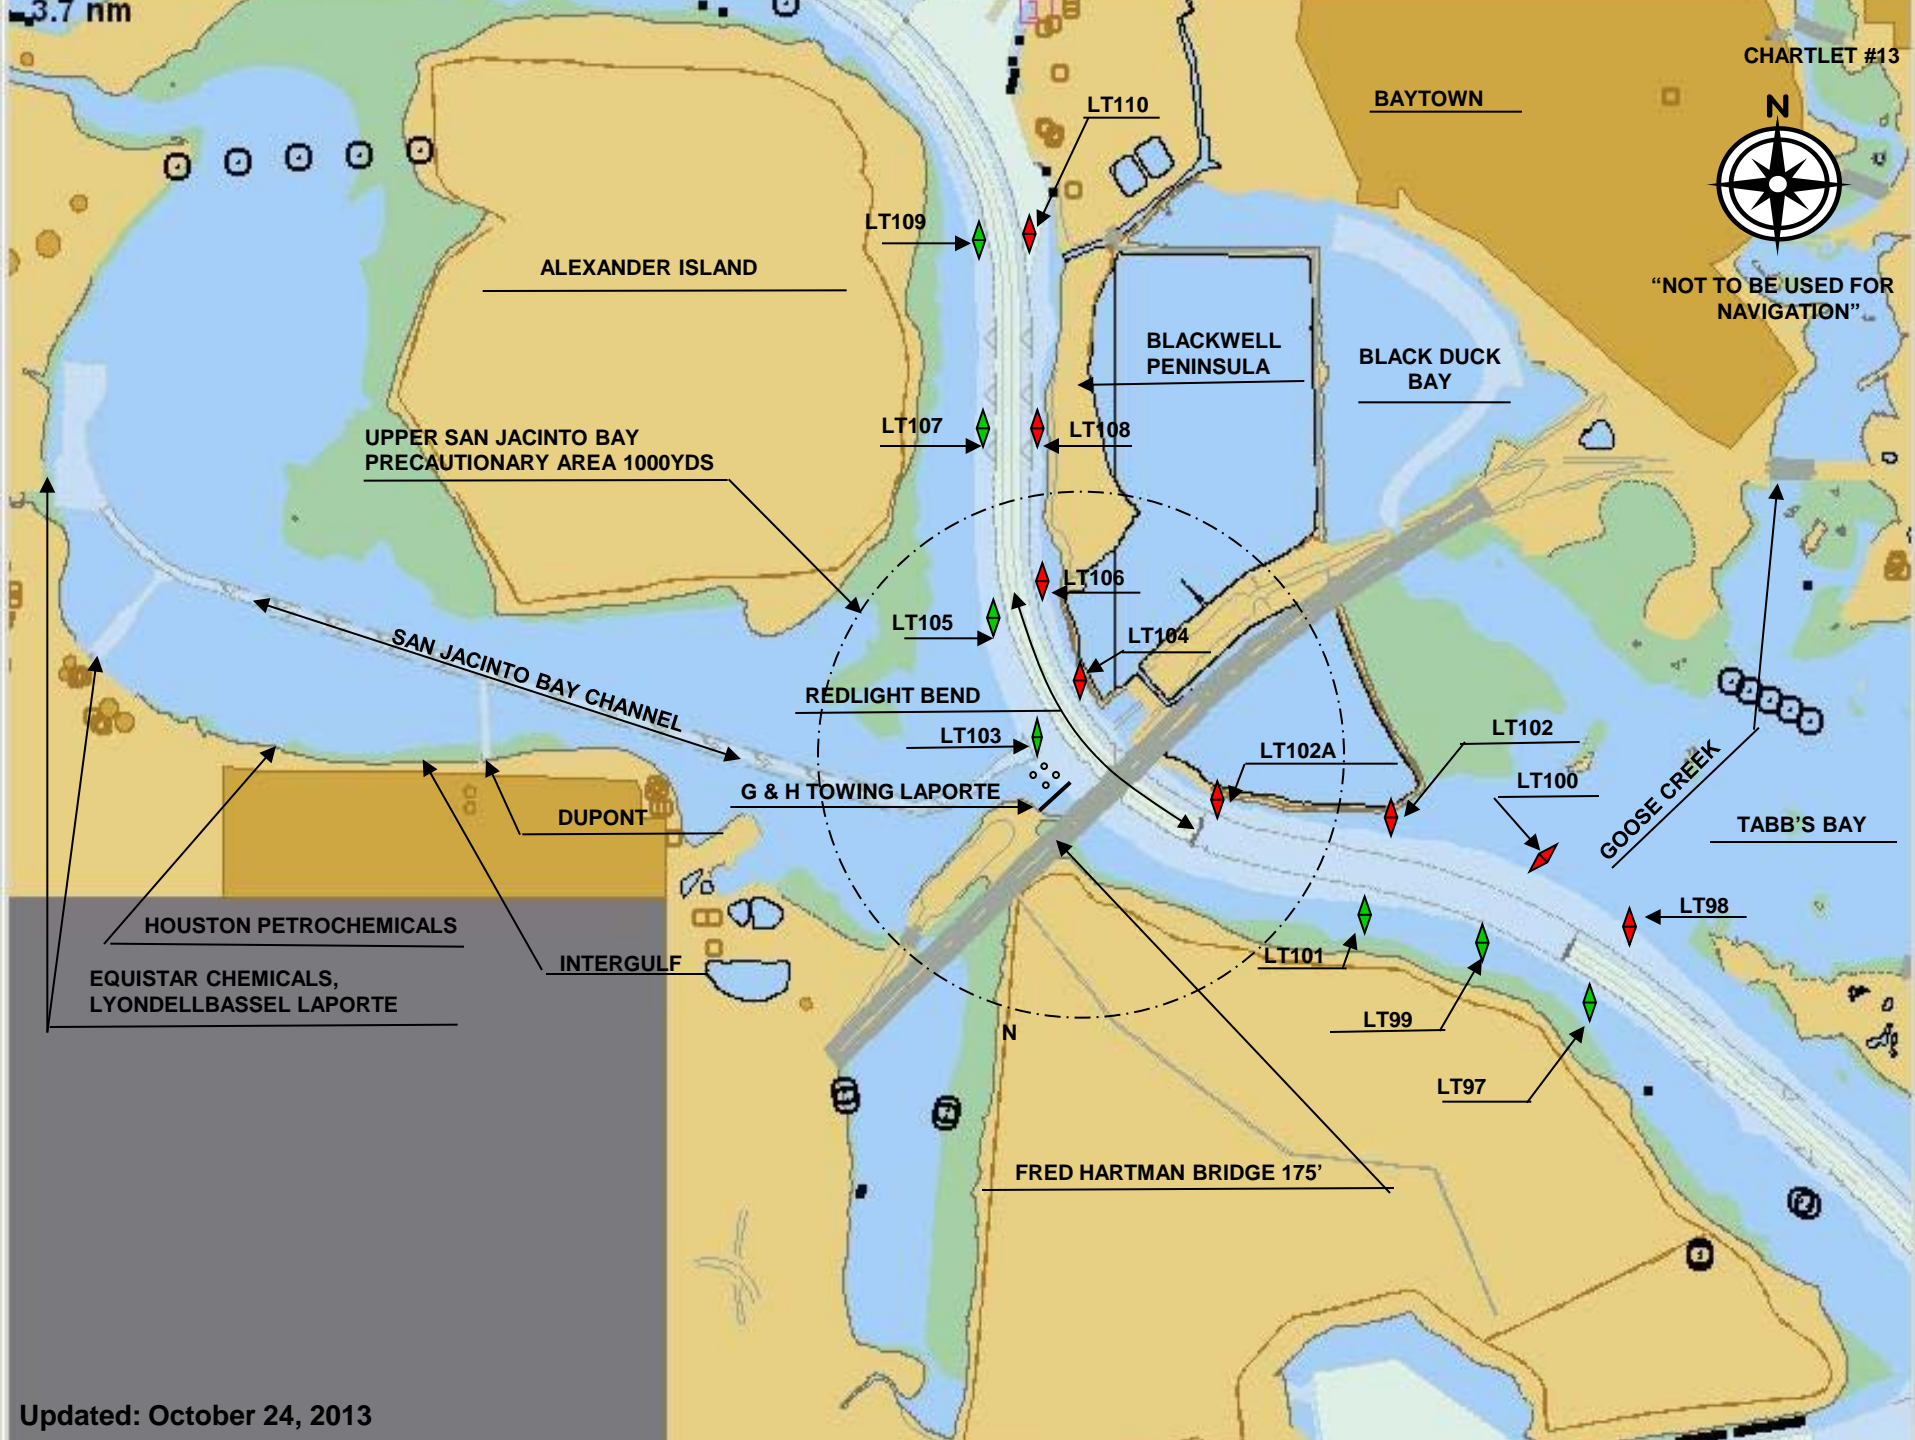 3.7 nm
CHARTLET #13
BAYTOWN
LT110
N
LT109
ALEXANDER ISLAND
“NOT TO BE USED FOR
NAVIGATION”
BLACKWELL
PENINSULA
BLACK DUCK
BAY
UPPER SAN JACINTO BAY
PRECAUTIONARY AREA 1000YDS
LT107
LT108
LT106
LT105
LT104
SAN JACINTO BAY CHANNEL
REDLIGHT BEND
LT103
LT102A
LT102
LT100
GOOSE CREEK
G & H TOWING LAPORTE
DUPONT
TABB'S BAY
LT98
HOUSTON PETROCHEMICALS
INTERGULF
LT101
EQUISTAR CHEMICALS,
LYONDELLBASSEL LAPORTE
LT99
N
LT97
FRED HARTMAN BRIDGE 175’
Updated: October 24, 2013